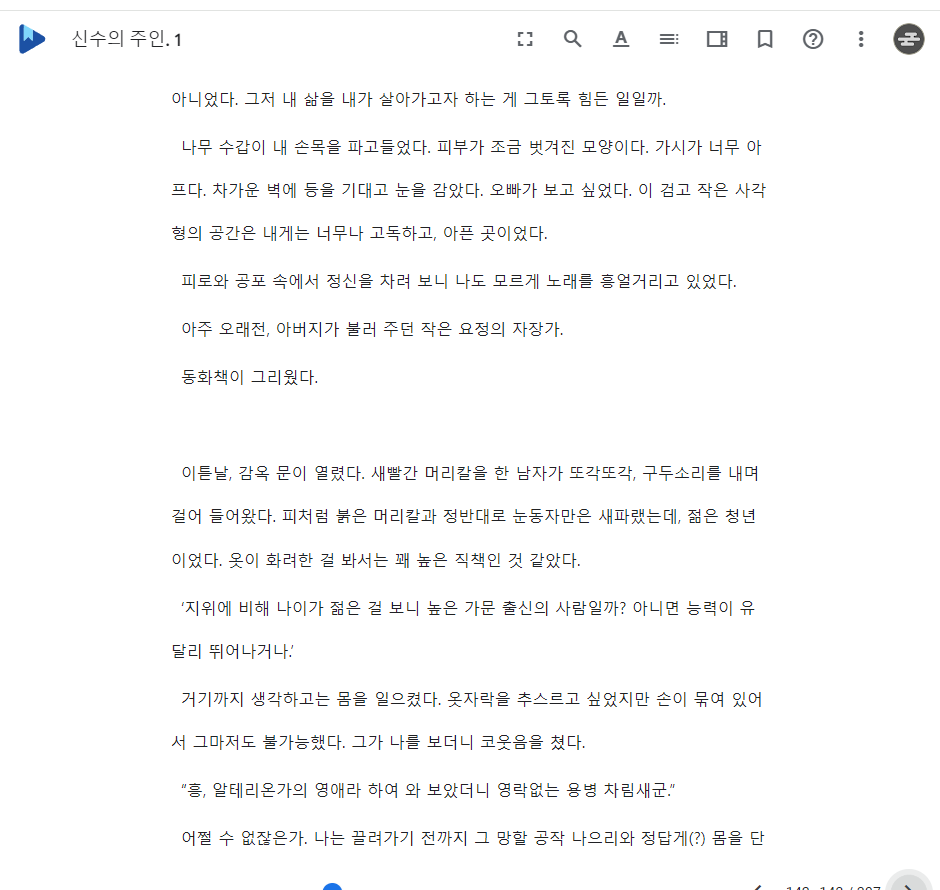 신수의 주인. 1
아니었다. 그저 내 삶을 내가 살아가고자 하는 게 그토록 힘든 일일까.
나무 수갑이 내 손목을 파고들었다. 피부가 조금 벗겨진 모양이다. 가시가 너무 아
프다. 차가운 벽에 등을 기대고 눈을 감았다. 오빠가 보고 싶었다. 이 검고 작은 사각
형의 공간은 내게는 너무나 고독하고, 아픈 곳이었다.
피로와 공포 속에서 정신을 차려 보니 나도 모르게 노래를 흥얼거리고 있었다.
아주 오래전, 아버지가 불러 주던 작은 요정의 자장가.
동화책이 그리웠다.
이튿날, 감옥 문이 열렸다. 새빨간 머리칼을 한 남자가 또각또각, 구두소리를 내며
걸어 들어왔다. 피처럼 붉은 머리칼과 정반대로 눈동자만은 새파랬는데, 젊은 청년
이었다. 옷이 화려한 걸 봐서는 꽤 높은 직책인 것 같았다.
‘지위에 비해 나이가 젊은 걸 보니 높은 가문 출신의 사람일까? 아니면 능력이 유
달리 뛰어나거나.’
거기까지 생각하고는 몸을 일으켰다. 옷자락을 추스르고 싶었지만 손이 묶여 있어
서 그마저도 불가능했다. 그가 나를 보더니 코웃음을 쳤다.
“흥, 알테리온가의 영애라 하여 와 보았더니 영락없는 용병 차림새군.”
어쩔 수 없잖은가. 나는 끌려가기 전까지 그 망할 공작 나으리와 정답게(?) 몸을 단